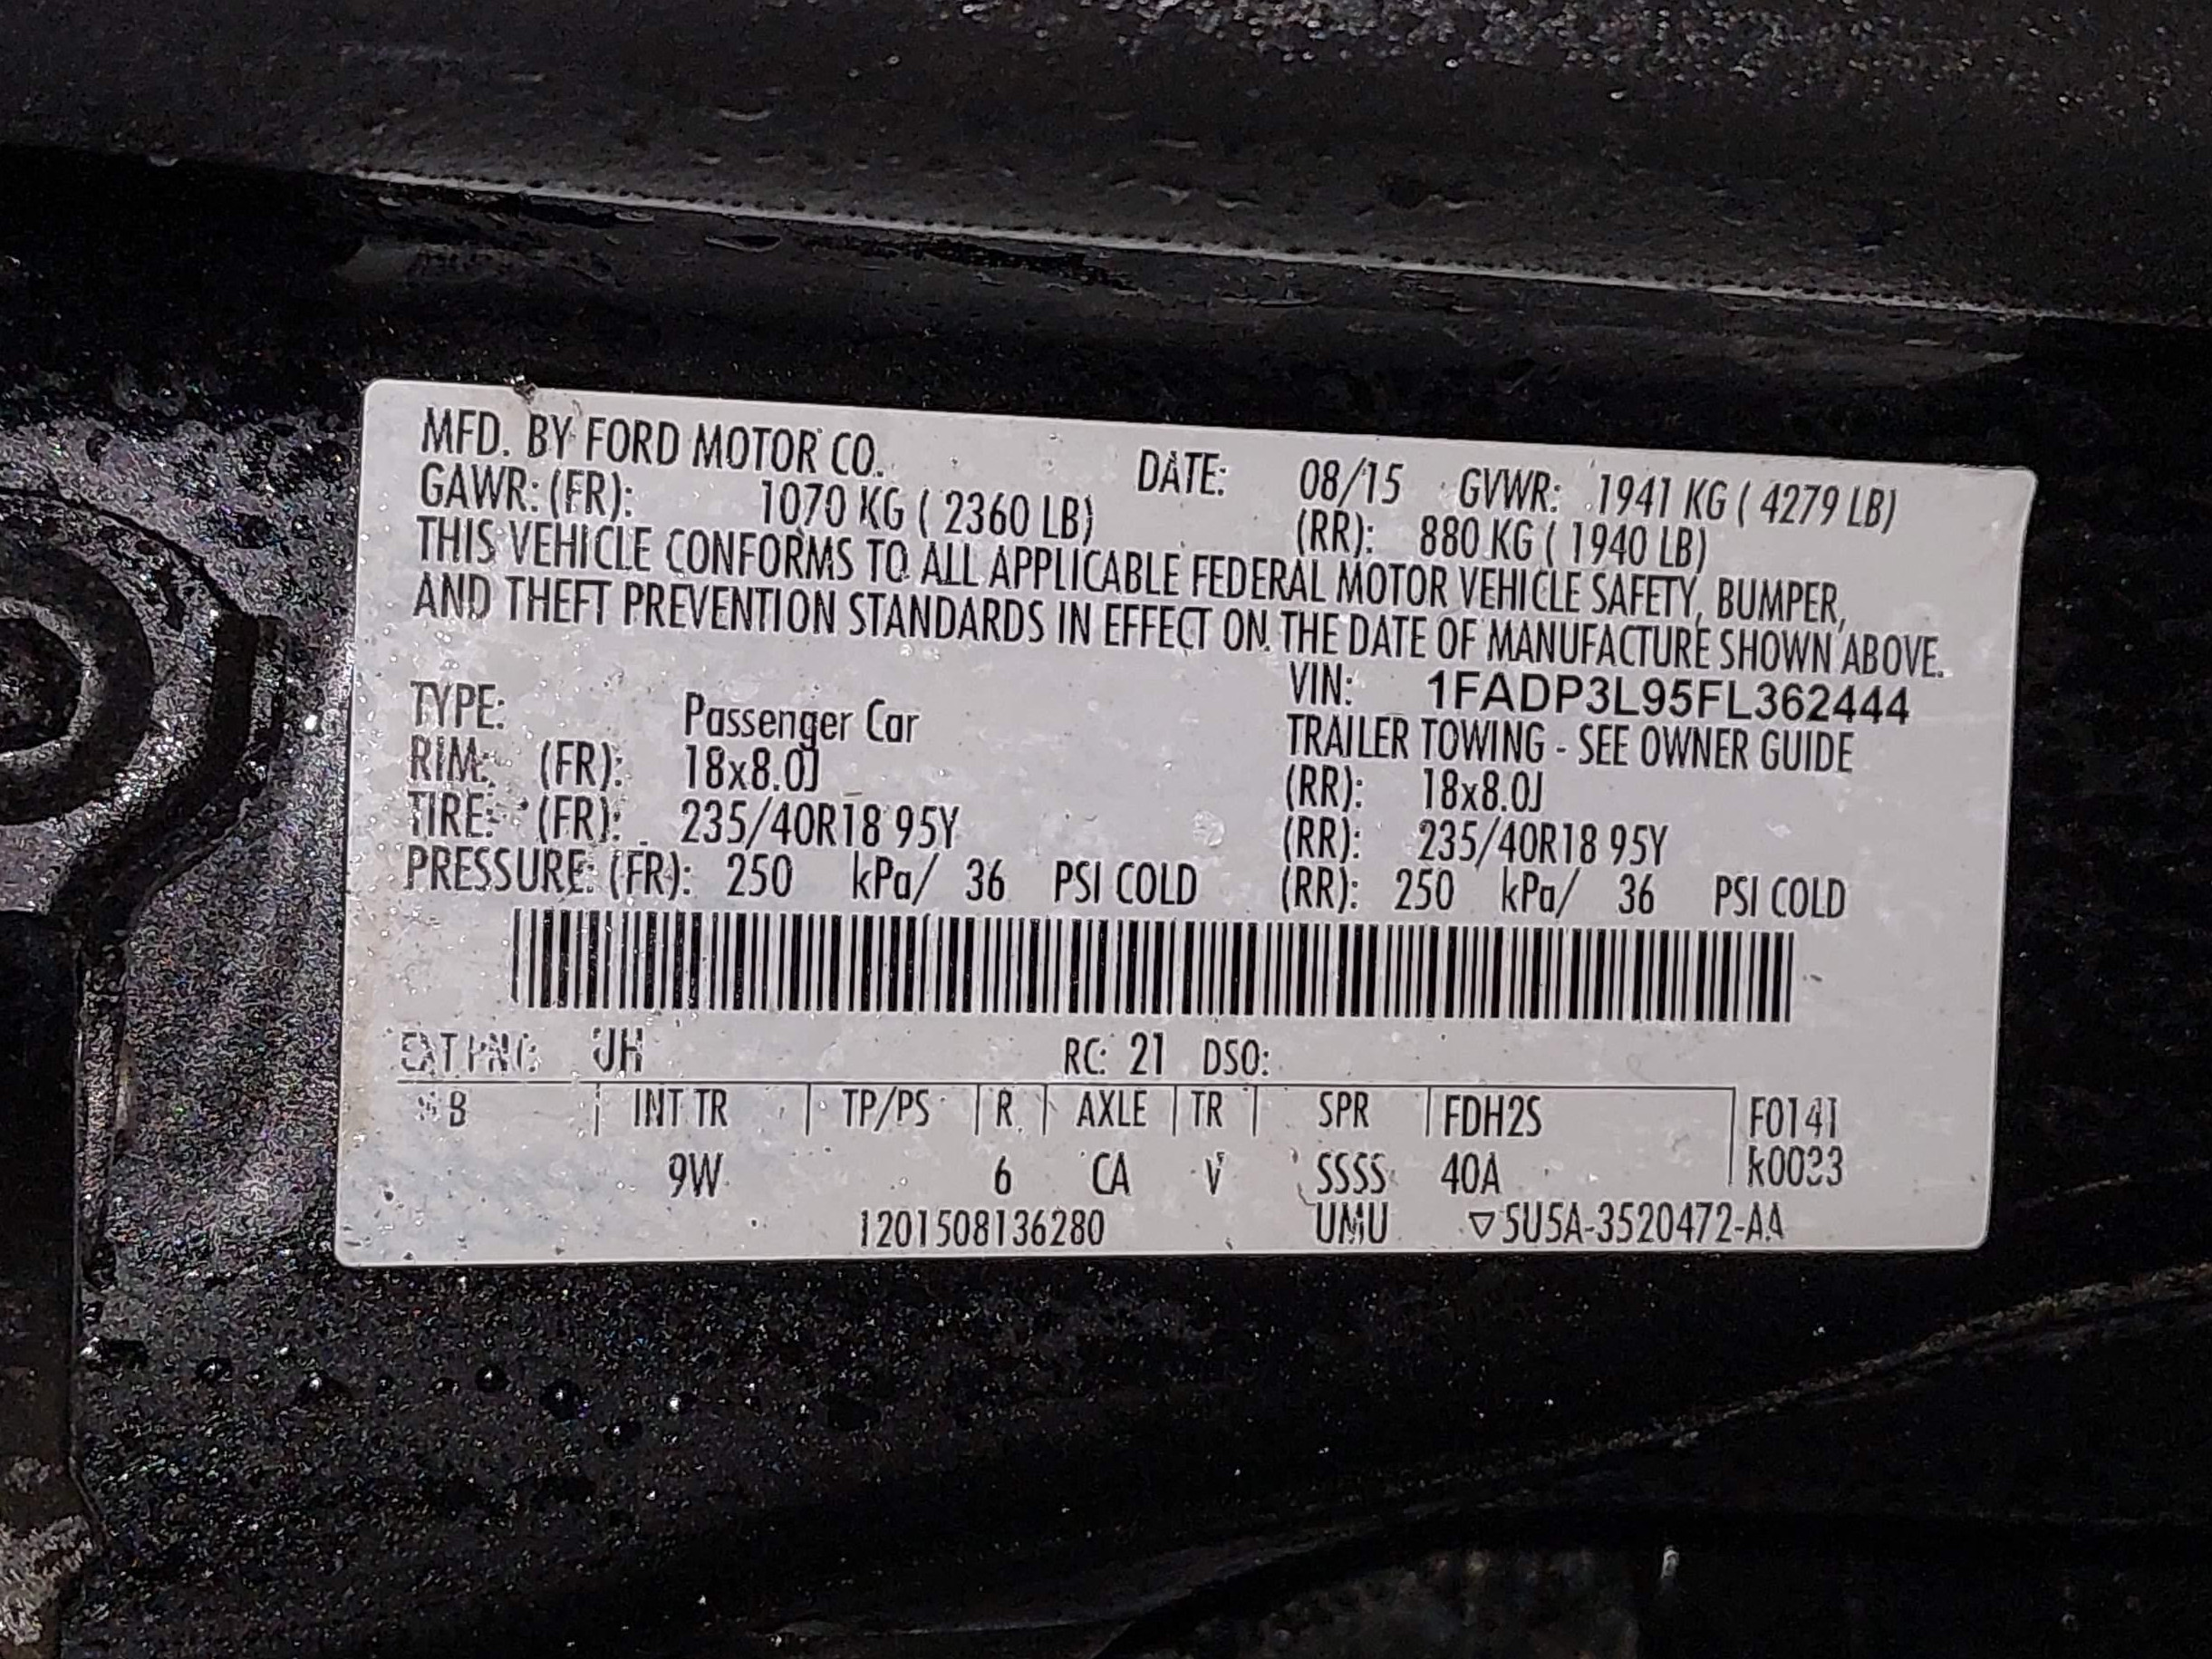 MFD. BY FORD MOTOR CO. DATE: 08/15 GVWR: 1941 KG ( 4279 LB)
GAWR: (FR): 1070 KG ( 2360 LB) (RR): 880 KG ( 1940 LB)
THIS VEHICLE CONFORMS TO ALL APPLICABLE FEDERAL MOTOR VEHICLE SAFETY, BUMPER,
AND THEFT PREVENTION STANDARDS IN EFFECT ON THE DATE OF MANUFACTURE SHOWN ABOVE.
VIN: 1FADP3L95FL362444
TYPE: Passenger Car TRAILER TOWING - SEE OWNER GUIDE
RIM: (FR): 18x8.0J (RR): 18x8.0J
TIRE: (FR): 235/40R18 95Y (RR): 235/40R18 95Y
PRESSURE: (FR): 250 kPa/ 36 PSI COLD (RR): 250 kPa/ 36 PSI COLD
EXT PNT: UH RC: 21 DSO:
B INT TR TP/PS R AXLE TR SPR FDH2S F0141
9W 6 CA V SSSS 40A
1201508136280 UMU ▽5U5A-3520472-AA